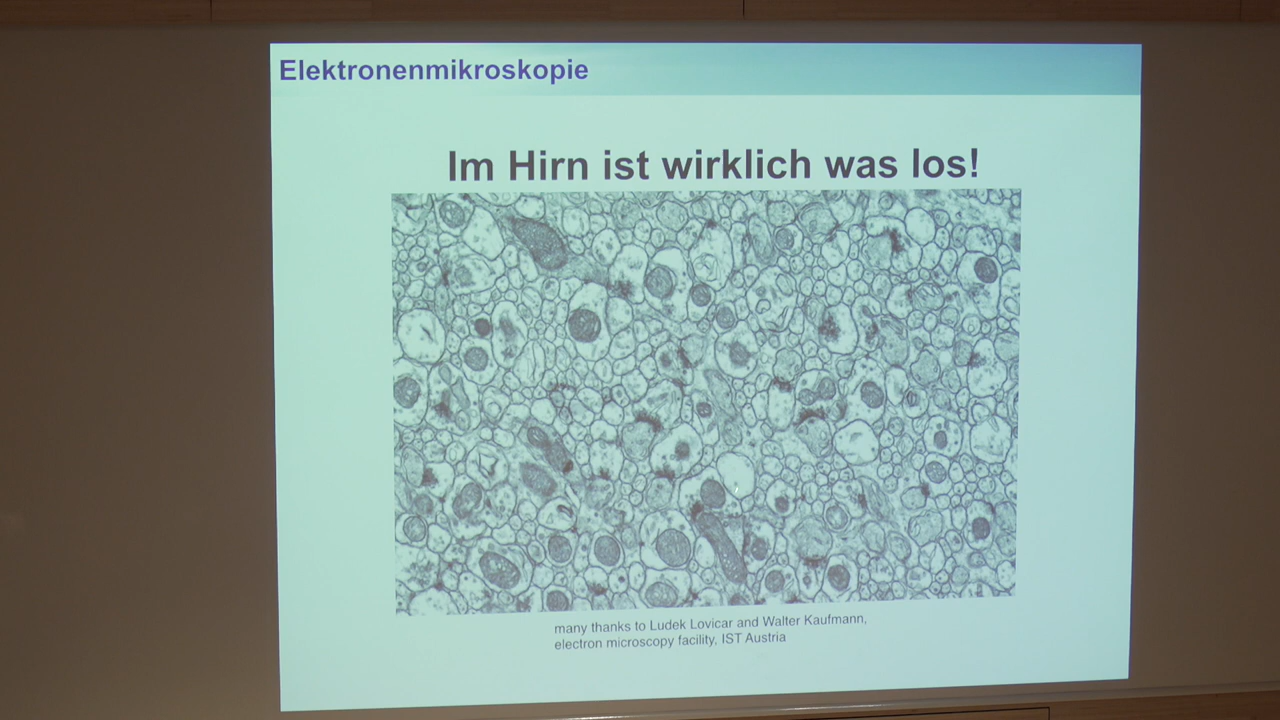 Elektronenmikroskopie
Im Hirn ist wirklich was los!
many thanks to Ludek Lovicar and Walter Kaufmann,
electron microscopy facility, IST Austria